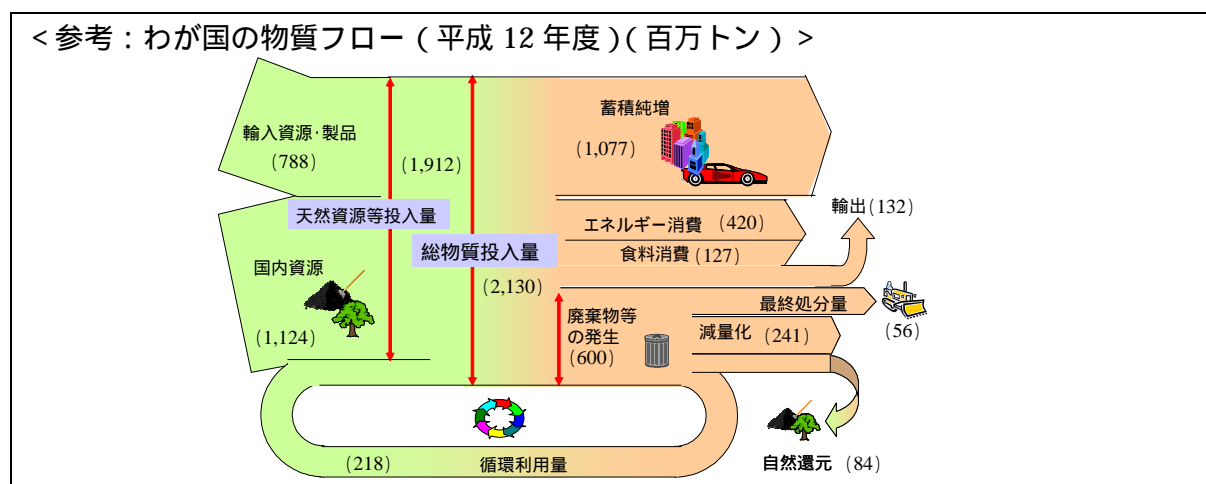 <参考：わが国の物質フロー（平成 12 年度）（百万トン）>
輸入資源･製品
(788)
(1,912)
天然資源等投入量
国内資源
(1,124)
総物質投入量
(2,130)
蓄積純増
(1,077)
エネルギー消費 (420)
食料消費 (127)
輸出(132)
廃棄物等
の発生
(600)
最終処分量
(56)
減量化 (241)
自然還元 (84)
(218) 循環利用量